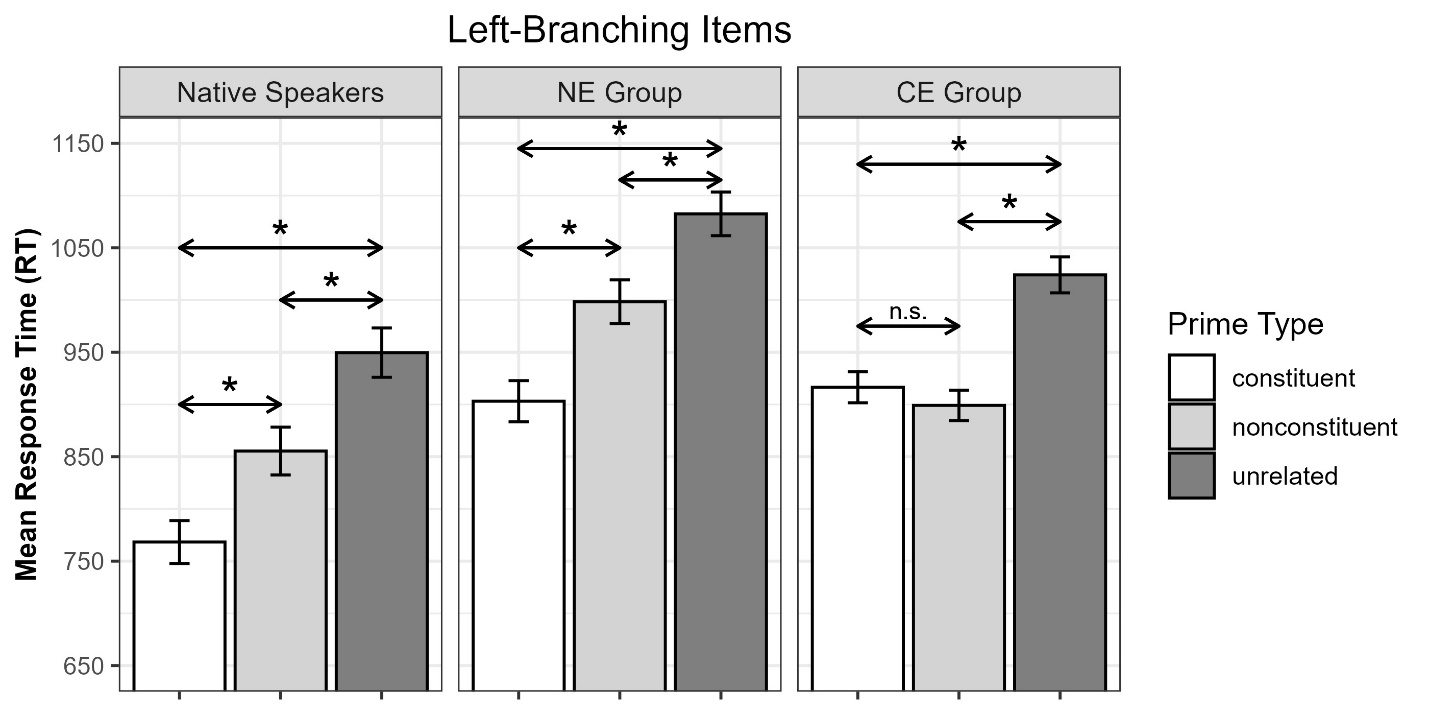 Left-Branching Items
Native Speakers
NE Group
CE Group
Mean Response Time (RT)
1150
1050
950
850
750
650
*
*
*
*
*
*
*
*
n.s.
Prime Type
constituent
nonconstituent
unrelated